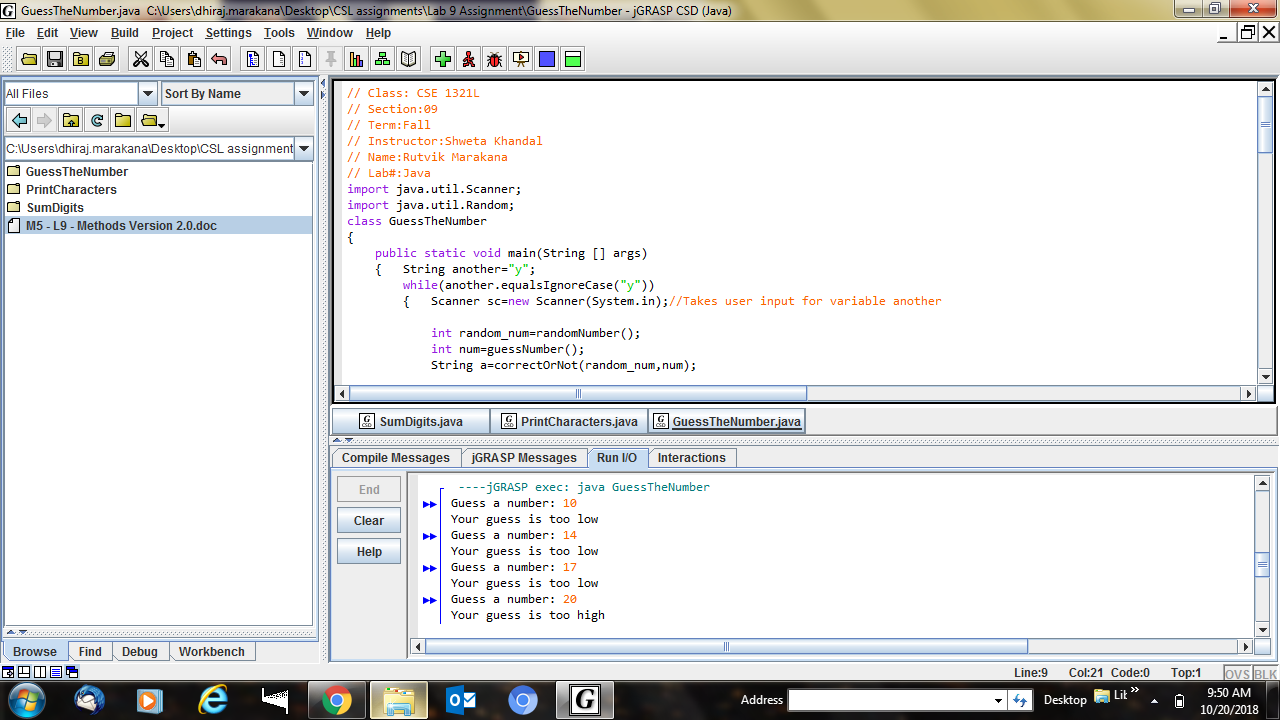 GuessTheNumber.java  C:\Users\dhiraj.marakana\Desktop\CSL assignments\Lab 9 Assignment\GuessTheNumber - jGRASP CSD (Java)
File Edit View Build Project Settings Tools Window Help
All Files
Sort By Name
C:\Users\dhiraj.marakana\Desktop\CSL assignment
GuessTheNumber
PrintCharacters
SumDigits
M5 - L9 - Methods Version 2.0.doc
Browse Find Debug Workbench
// Class: CSE 1321L
// Section:09
// Term:Fall
// Instructor:Shweta Khandal
// Name:Rutvik Marakana
// Lab#:Java
import java.util.Scanner;
import java.util.Random;
class GuessTheNumber
{
public static void main(String [] args)
{   String another="y";
while(another.equalsIgnoreCase("y"))
{   Scanner sc=new Scanner(System.in);//Takes user input for variable another
int random_num=randomNumber();
int num=guessNumber();
String a=correctOrNot(random_num,num);
SumDigits.java PrintCharacters.java GuessTheNumber.java
Compile Messages jGRASP Messages Run I/O Interactions
End
Clear
Help
----jGRASP exec: java GuessTheNumber
Guess a number: 10
Your guess is too low
Guess a number: 14
Your guess is too low
Guess a number: 17
Your guess is too low
Guess a number: 20
Your guess is too high
Line:9 Col:21 Code:0 Top:1 OVS BLK
Address Desktop Lib
9:50 AM
10/20/2018